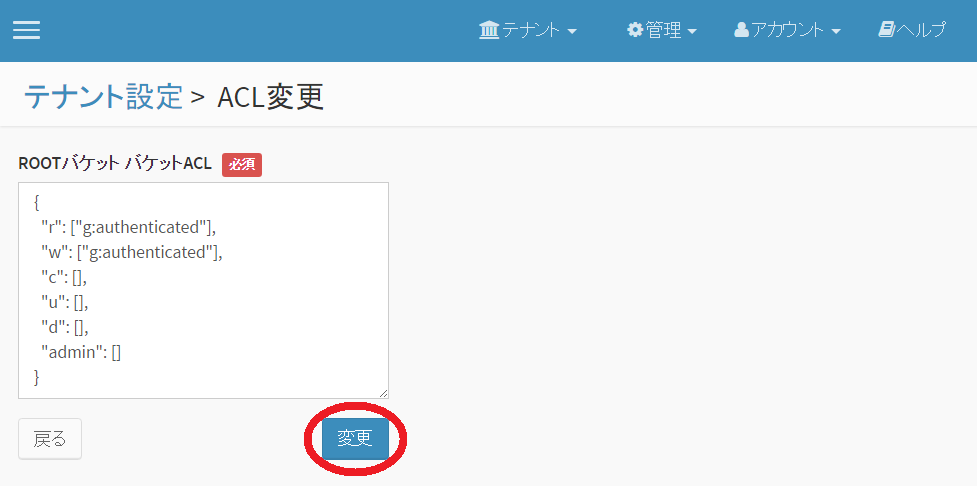 テナント 管理 アカウント ヘルプ
テナント設定 > ACL変更
ROOTバケット バケットACL 必須
{
"r": ["g:authenticated"],
"w": ["g:authenticated"],
"c": [],
"u": [],
"d": [],
"admin": []
}
戻る 変更